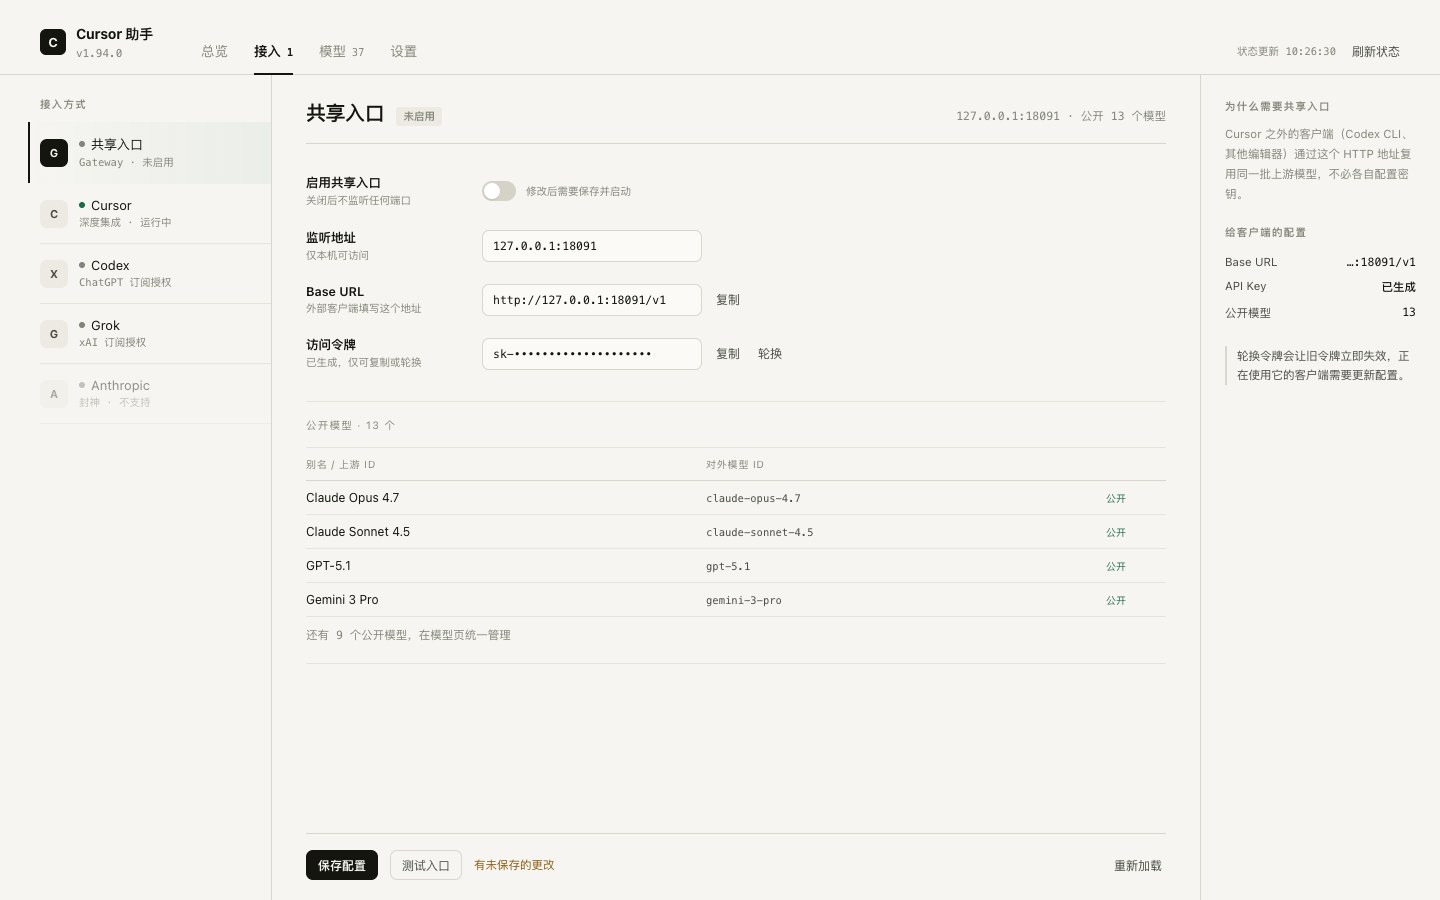 C
Cursor 助手
v1.94.0
总览
接入 1
模型 37
设置
状态更新 10:26:30
刷新状态
接入方式
G
共享入口
Gateway · 未启用
C
Cursor
深度集成 · 运行中
X
Codex
ChatGPT 订阅授权
G
Grok
xAI 订阅授权
A
Anthropic
封神 · 不支持
共享入口
未启用
127.0.0.1:18091 · 公开 13 个模型
启用共享入口
关闭后不监听任何端口
修改后需要保存并启动
监听地址
仅本机可访问
127.0.0.1:18091
Base URL
外部客户端填写这个地址
http://127.0.0.1:18091/v1
复制
访问令牌
已生成，仅可复制或轮换
sk-••••••••••••••••••••
复制
轮换
公开模型 · 13 个
别名 / 上游 ID
对外模型 ID
Claude Opus 4.7
claude-opus-4.7
公开
Claude Sonnet 4.5
claude-sonnet-4.5
公开
GPT-5.1
gpt-5.1
公开
Gemini 3 Pro
gemini-3-pro
公开
还有 9 个公开模型，在模型页统一管理
保存配置
测试入口
有未保存的更改
重新加载
为什么需要共享入口
Cursor 之外的客户端（Codex CLI、
其他编辑器）通过这个 HTTP 地址复
用同一批上游模型，不必各自配置密
钥。
给客户端的配置
Base URL
…:18091/v1
API Key
已生成
公开模型
13
轮换令牌会让旧令牌立即失效，正
在使用它的客户端需要更新配置。